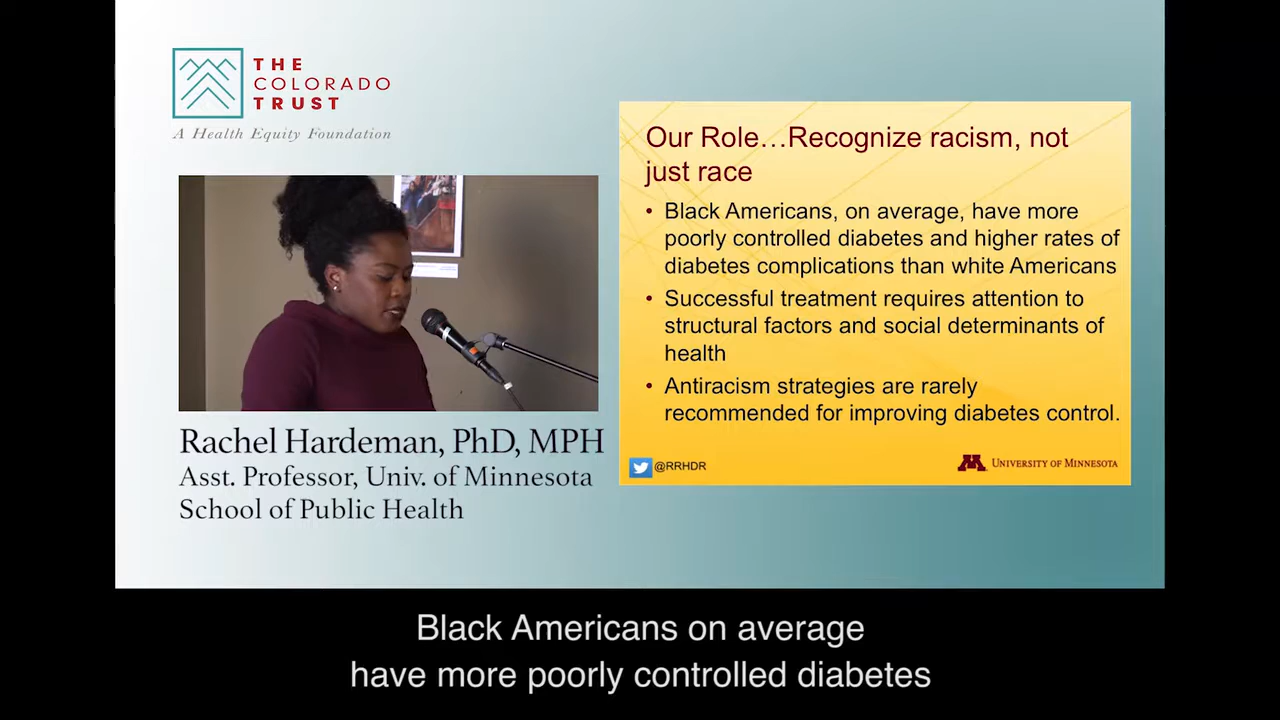 THE
COLORADO
TRUST
A Health Equity Foundation
Rachel Hardeman, PhD, MPH
Asst. Professor, Univ. of Minnesota
School of Public Health
Our Role…Recognize racism, not
just race
• Black Americans, on average, have more
poorly controlled diabetes and higher rates of
diabetes complications than white Americans
• Successful treatment requires attention to
structural factors and social determinants of
health
• Antiracism strategies are rarely
recommended for improving diabetes control.
@RRHDR
M UNIVERSITY OF MINNESOTA
Black Americans on average
have more poorly controlled diabetes